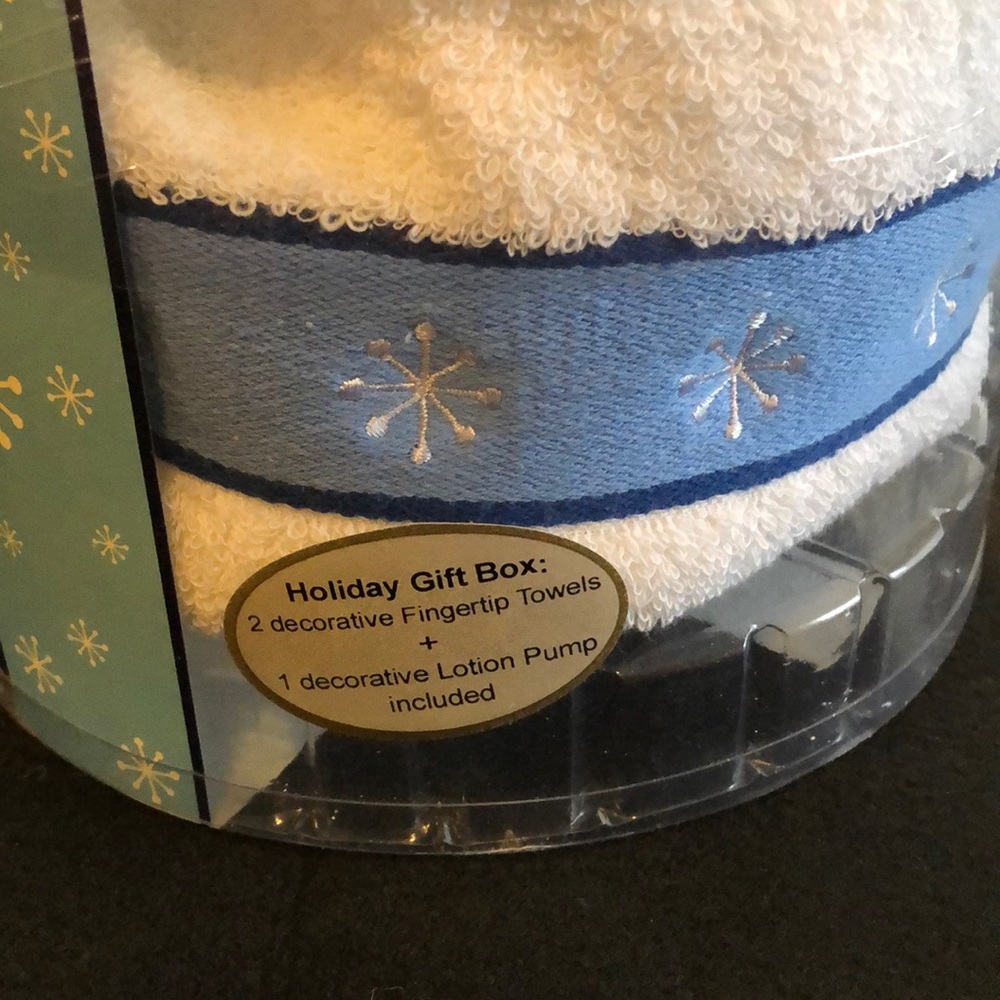 Holiday Gift Box:
2 decorative Fingertip Towels
+
1 decorative Lotion Pump
included